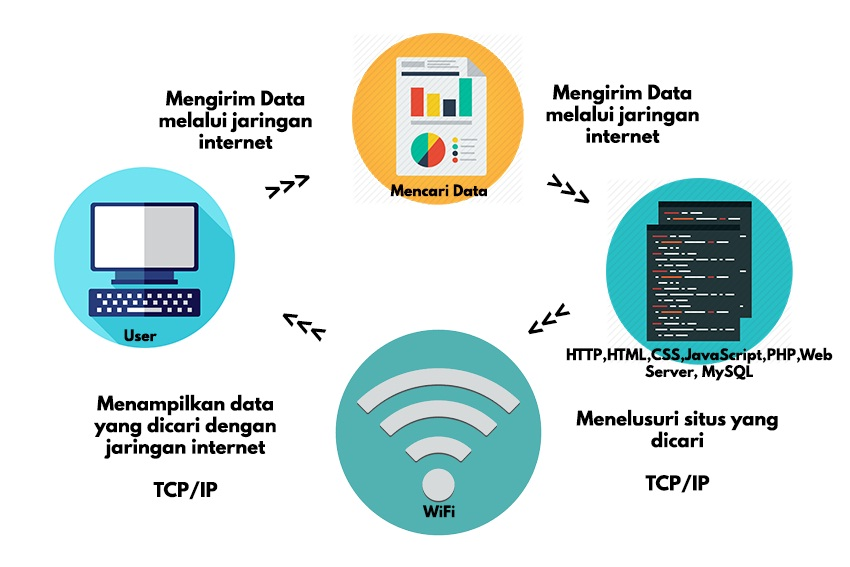 Mengirim Data
melalui jaringan
internet
Mencari Data
Mengirim Data
melalui jaringan
internet
User
HTTP,HTML,CSS,JavaScript,PHP,Web
Server, MySQL
Menampilkan data
yang dicari dengan
jaringan internet
TCP/IP
WiFi
Menelusuri situs yang
dicari
TCP/IP